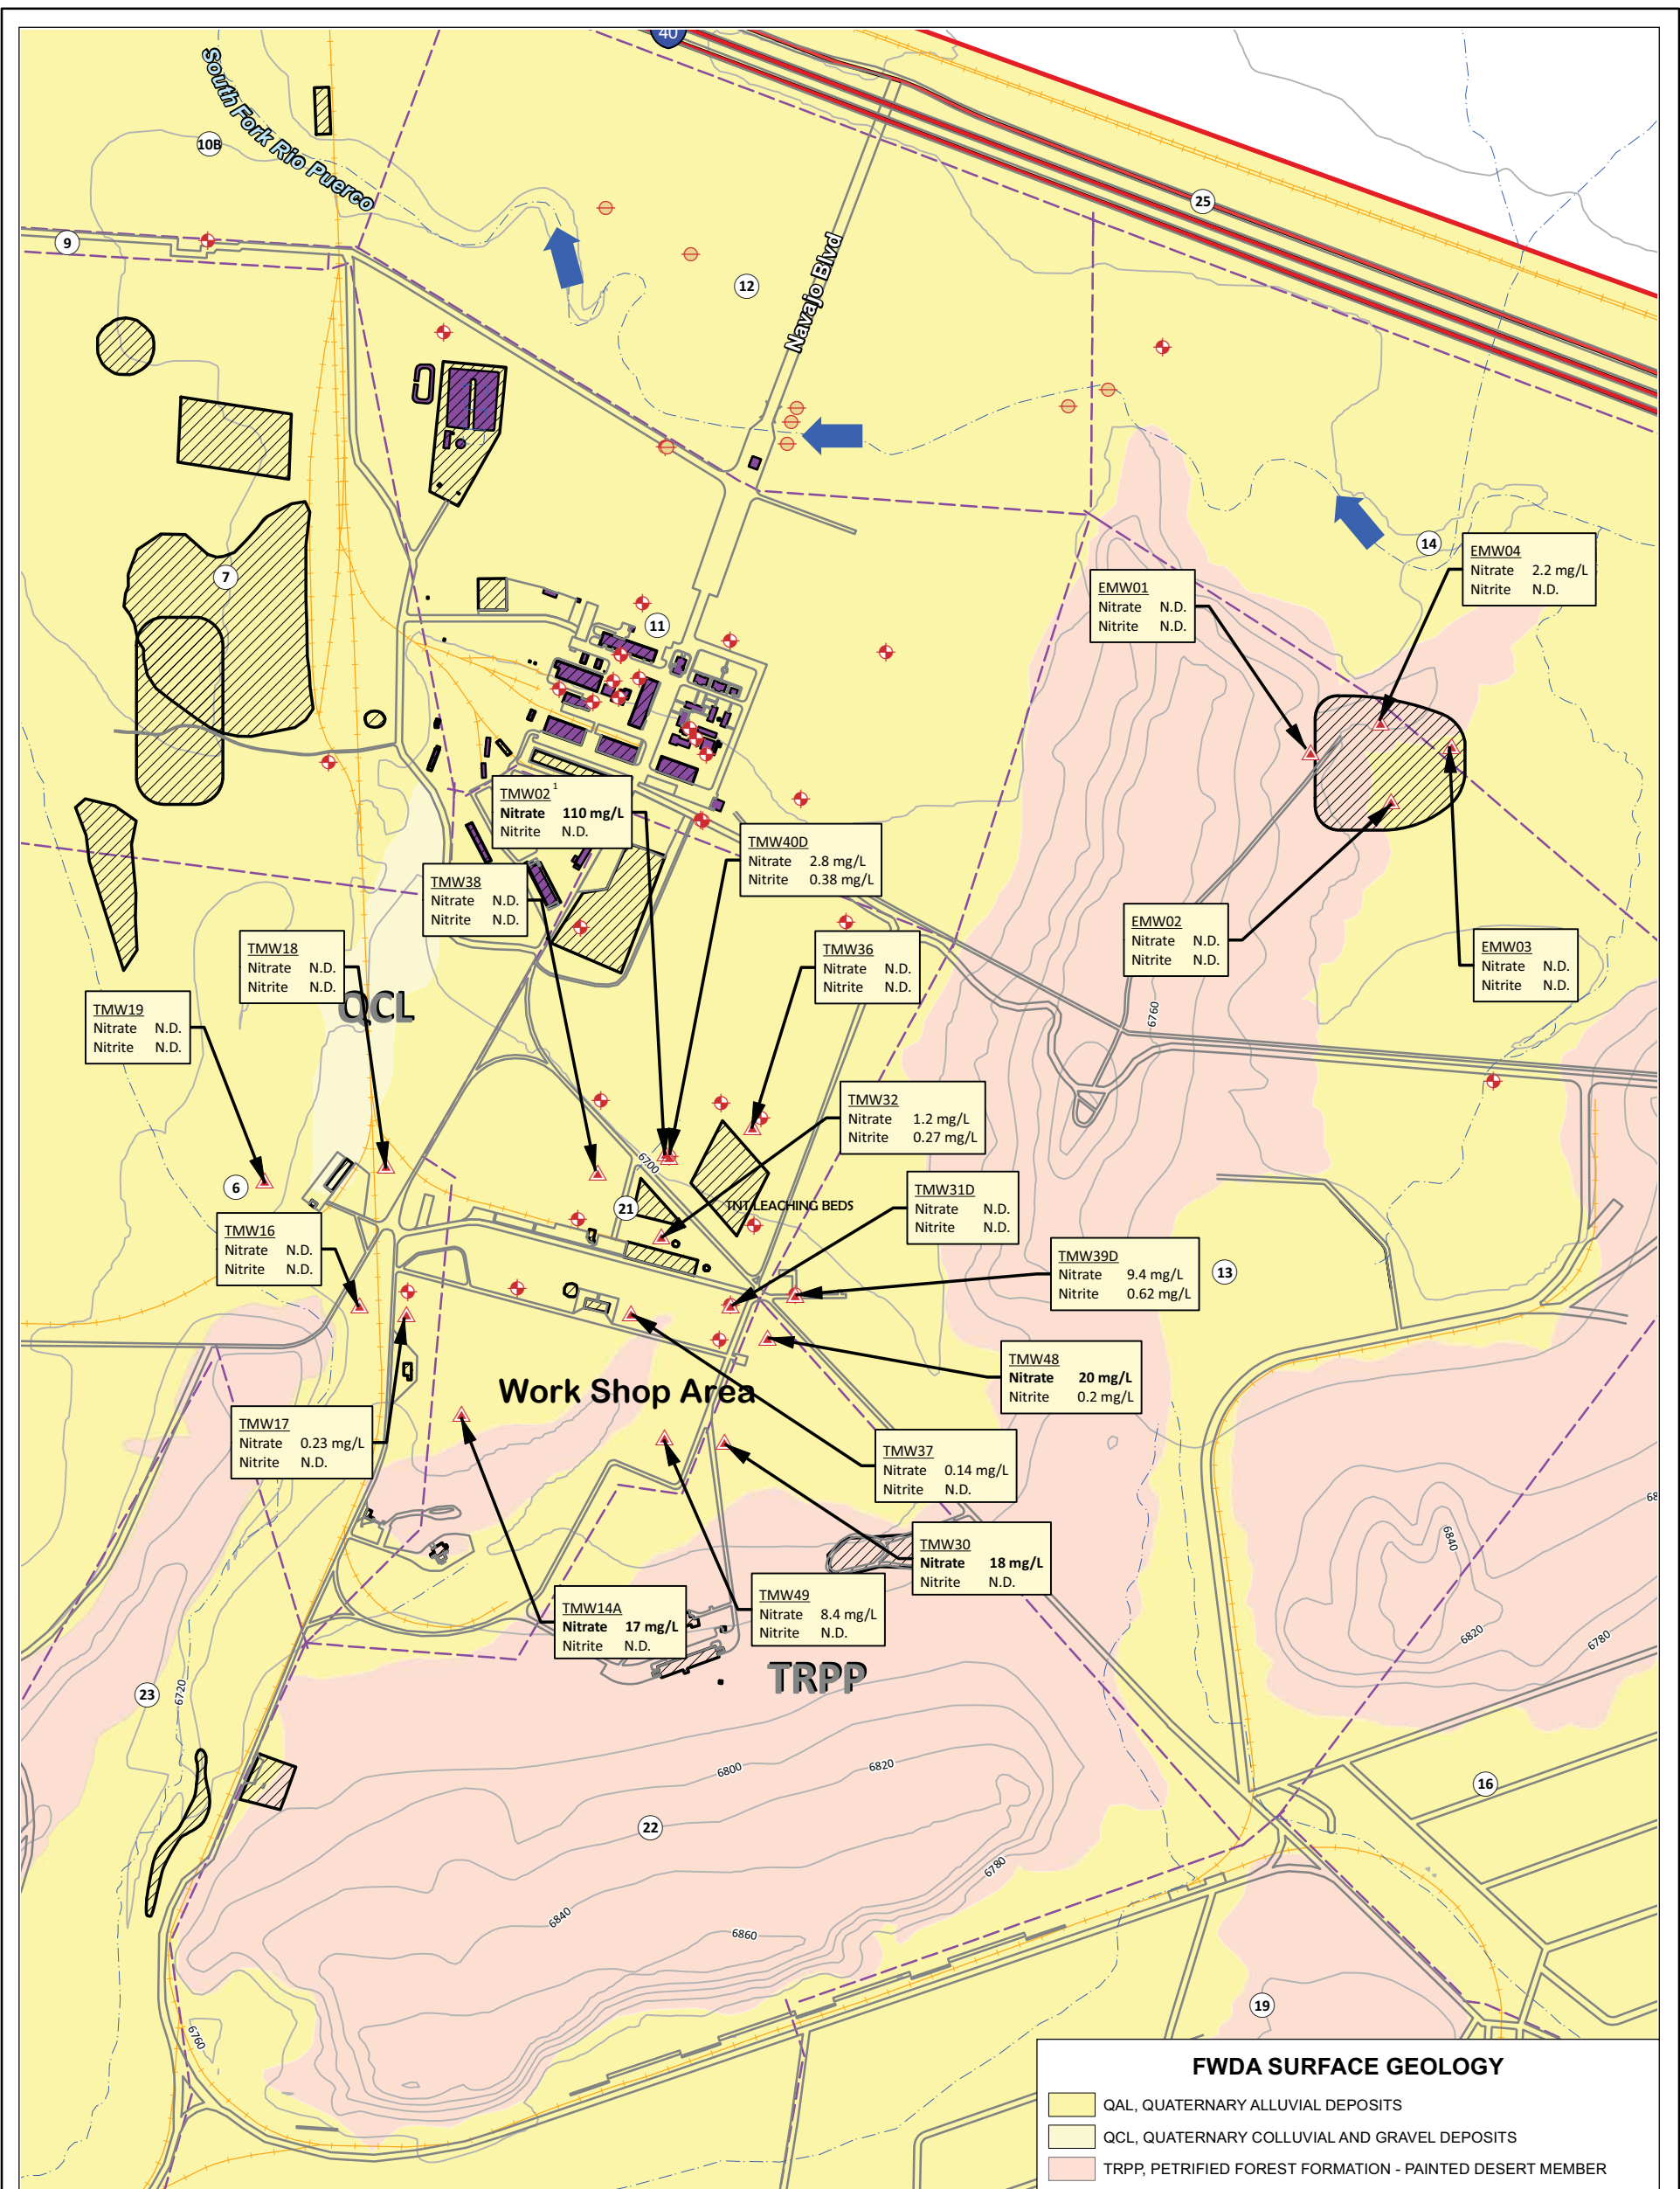 40
South Fork Rio Puerco
10B
25
9
12
Navajo Blvd
14
EMW04
Nitrate 2.2 mg/L
Nitrite N.D.
EMW01
Nitrate N.D.
Nitrite N.D.
7
11
TMW02 1
Nitrate 110 mg/L
Nitrite N.D.
TMW40D
Nitrate 2.8 mg/L
Nitrite 0.38 mg/L
TMW38
Nitrate N.D.
Nitrite N.D.
EMW02
Nitrate N.D.
Nitrite N.D.
EMW03
Nitrate N.D.
Nitrite N.D.
TMW18
Nitrate N.D.
Nitrite N.D.
TMW36
Nitrate N.D.
Nitrite N.D.
QCL
TMW19
Nitrate N.D.
Nitrite N.D.
6760
TMW32
Nitrate 1.2 mg/L
Nitrite 0.27 mg/L
6700
6
21
TNT LEACHING BEDS
TMW31D
Nitrate N.D.
Nitrite N.D.
TMW16
Nitrate N.D.
Nitrite N.D.
TMW39D
Nitrate 9.4 mg/L
Nitrite 0.62 mg/L
13
TMW48
Nitrate 20 mg/L
Nitrite 0.2 mg/L
Work Shop Area
TMW17
Nitrate 0.23 mg/L
Nitrite N.D.
TMW37
Nitrate 0.14 mg/L
Nitrite N.D.
TMW30
Nitrate 18 mg/L
Nitrite N.D.
6840
TMW14A
Nitrate 17 mg/L
Nitrite N.D.
TMW49
Nitrate 8.4 mg/L
Nitrite N.D.
6820
6780
TRPP
23
6720
6800
6820
16
22
6780
6840
6860
19
6760
FWDA SURFACE GEOLOGY
QAL, QUATERNARY ALLUVIAL DEPOSITS
QCL, QUATERNARY COLLUVIAL AND GRAVEL DEPOSITS
TRPP, PETRIFIED FOREST FORMATION - PAINTED DESERT MEMBER